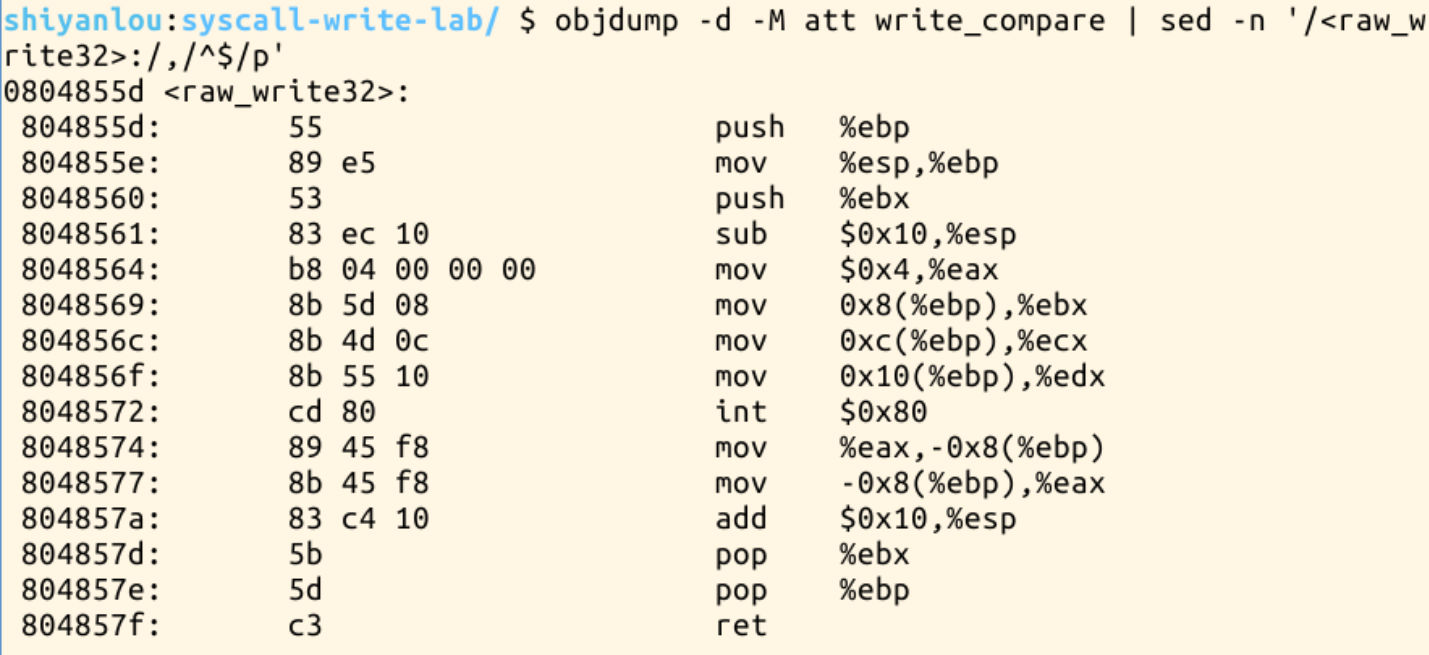 shiyanlou:syscall-write-lab/ $ objdump -d -M att write_compare | sed -n '/<raw_w
rite32>:/,/^$/p'
0804855d <raw_write32>:
 804855d:	55	push   %ebp
 804855e:	89 e5	mov    %esp,%ebp
 8048560:	53	push   %ebx
 8048561:	83 ec 10	sub    $0x10,%esp
 8048564:	b8 04 00 00 00	mov    $0x4,%eax
 8048569:	8b 5d 08	mov    0x8(%ebp),%ebx
 804856c:	8b 4d 0c	mov    0xc(%ebp),%ecx
 804856f:	8b 55 10	mov    0x10(%ebp),%edx
 8048572:	cd 80	int    $0x80
 8048574:	89 45 f8	mov    %eax,-0x8(%ebp)
 8048577:	8b 45 f8	mov    -0x8(%ebp),%eax
 804857a:	83 c4 10	add    $0x10,%esp
 804857d:	5b	pop    %ebx
 804857e:	5d	pop    %ebp
 804857f:	c3	ret